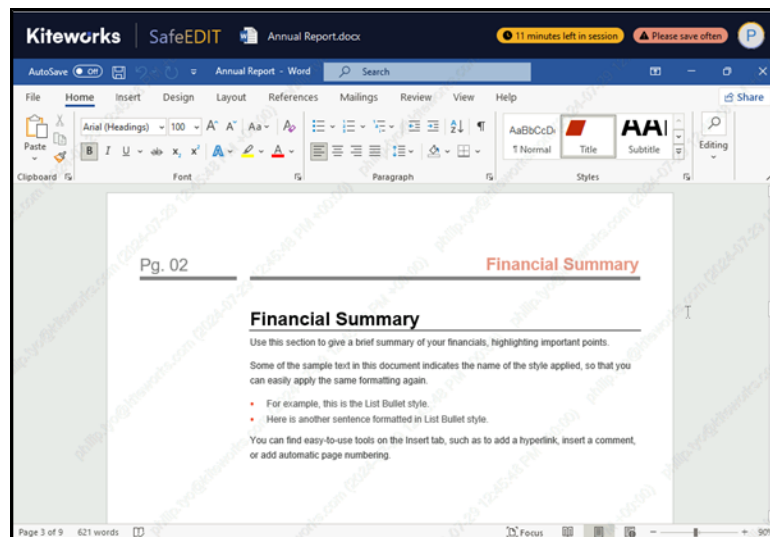 Kiteworks SafeEDIT Annual Report.docx 11 minutes left in session Please save often P
AutoSave Off Annual Report - Word Search
File Home Insert Design Layout References Mailings Review View Help Share
Paste Arial (Headings) 100 A A Aa A AaBbCcD AAI Editing
B I U ab x, x' A A 1 Normal Title Subtitle
Clipboard Font Paragraph Styles
Pg. 02 Financial Summary
Financial Summary
Use this section to give a brief summary of your financials, highlighting important points.
Some of the sample text in this document indicates the name of the style applied, so that you
can easily apply the same formatting again.
• For example, this is the List Bullet style.
• Here is another sentence formatted in List Bullet style.
You can find easy-to-use tools on the Insert tab, such as to add a hyperlink, insert a comment,
or add automatic page numbering.
Page 3 of 9 621 words Focus 90%